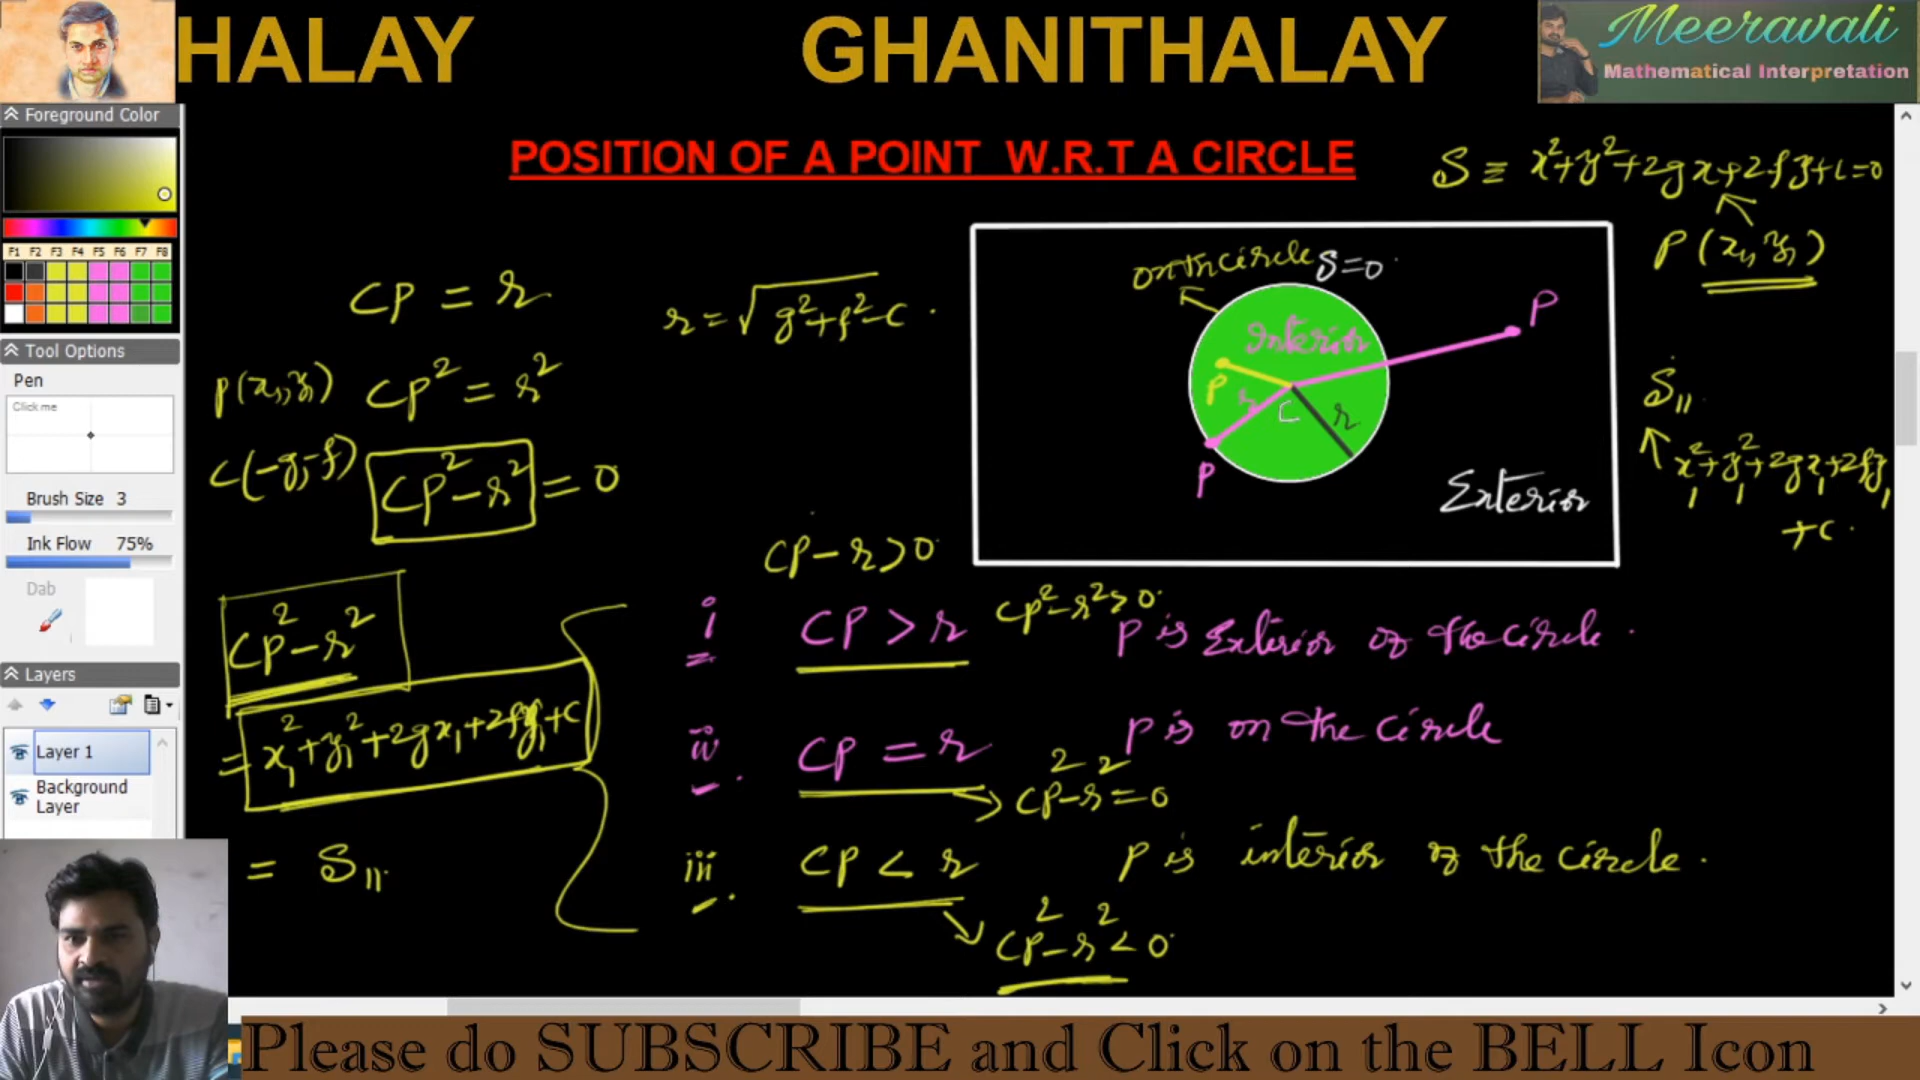 HALAY GHANITHALAY
Meeravali
Mathematical Interpretation
Foreground Color
F1 F2 F3 F4 F5 F6 F7 F8
Tool Options
Pen
Click me
Brush Size 3
Ink Flow 75%
Dab
Layers
Layer 1
Background
Layer
POSITION OF A POINT W.R.T A CIRCLE
S ≡ x²+y²+2gx+2fy+c=0
P(x₁,y₁)
CP = r
r = √g²+f²-c .
P(x₁,y₁) CP² = r²
C(-g,-f) CP²-r² = 0
on the circle S=0
Interior
P
P
r
C
r
P
Exterior
S₁₁
x₁²+y₁²+2gx₁+2fy₁
+c .
CP-r>0
CP²-r²
= x₁²+y₁²+2gx₁+2fy₁+c
= S₁₁
i CP > r CP²-r²>0 P is Exterior of the circle .
ii . CP = r P is on the circle
CP²-r²=0
iii . CP < r P is interior of the circle .
CP²-r²<0
Please do SUBSCRIBE and Click on the BELL Icon